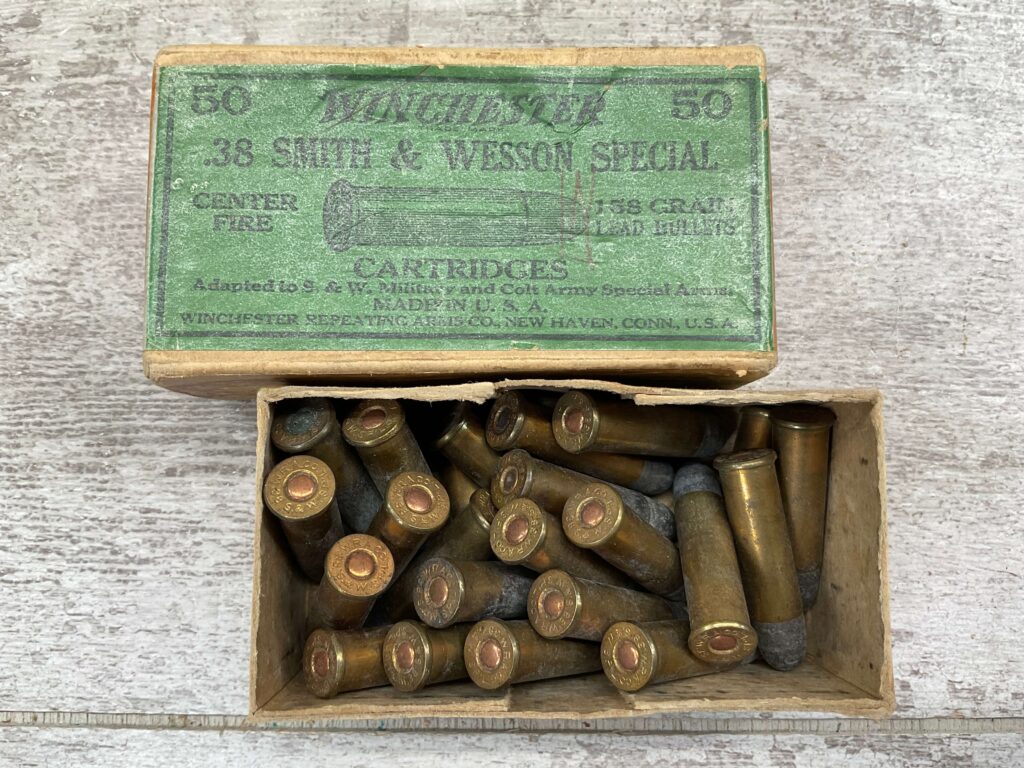 50 WINCHESTER 50
.38 SMITH & WESSON SPECIAL
CENTER FIRE
158 GRAIN
LEAD BULLETS
CARTRIDGES
Adapted to S. & W. Military and Colt Army Special Arms.
MADE IN U. S. A.
WINCHESTER REPEATING ARMS CO., NEW HAVEN, CONN., U. S. A.